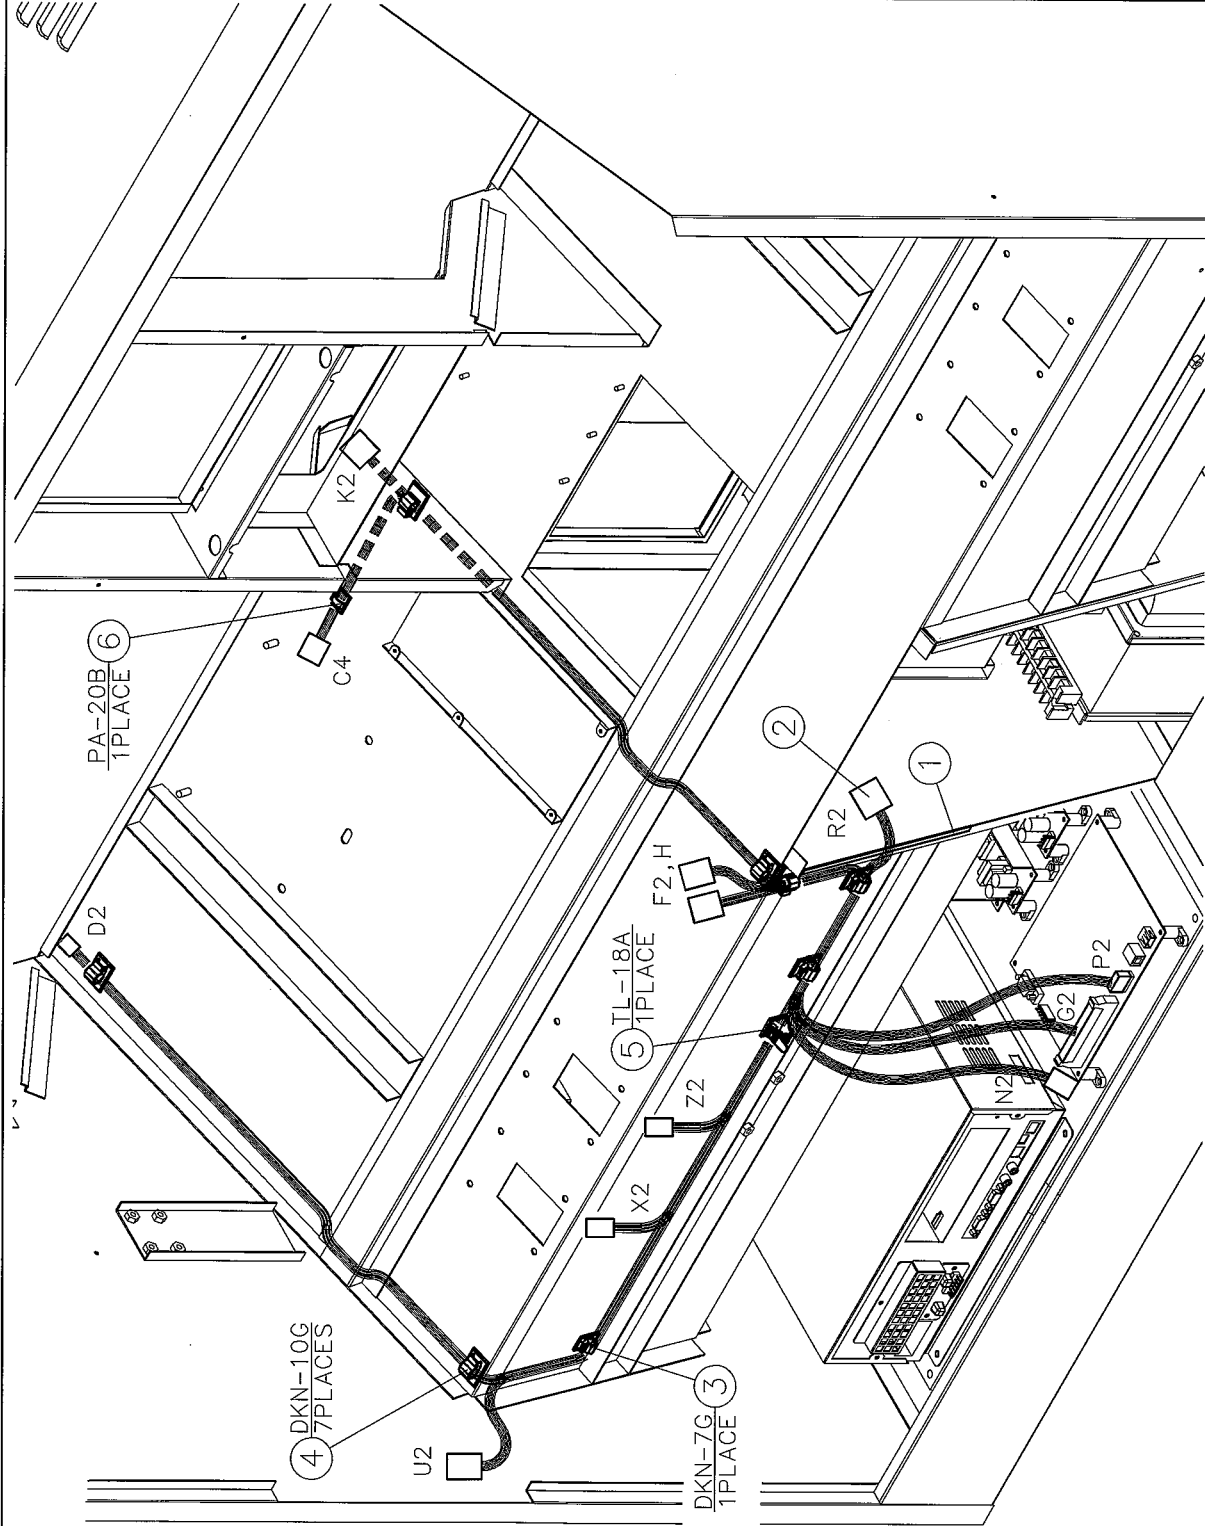 PA-20B
1PLACE
6
D2
C4
K2
F2,H
R2
2
1
5
TL-18A
1PLACE
Z2
X2
N2
G2
P2
4
DKN-10G
7PLACES
U2
DKN-7G
1PLACE
3